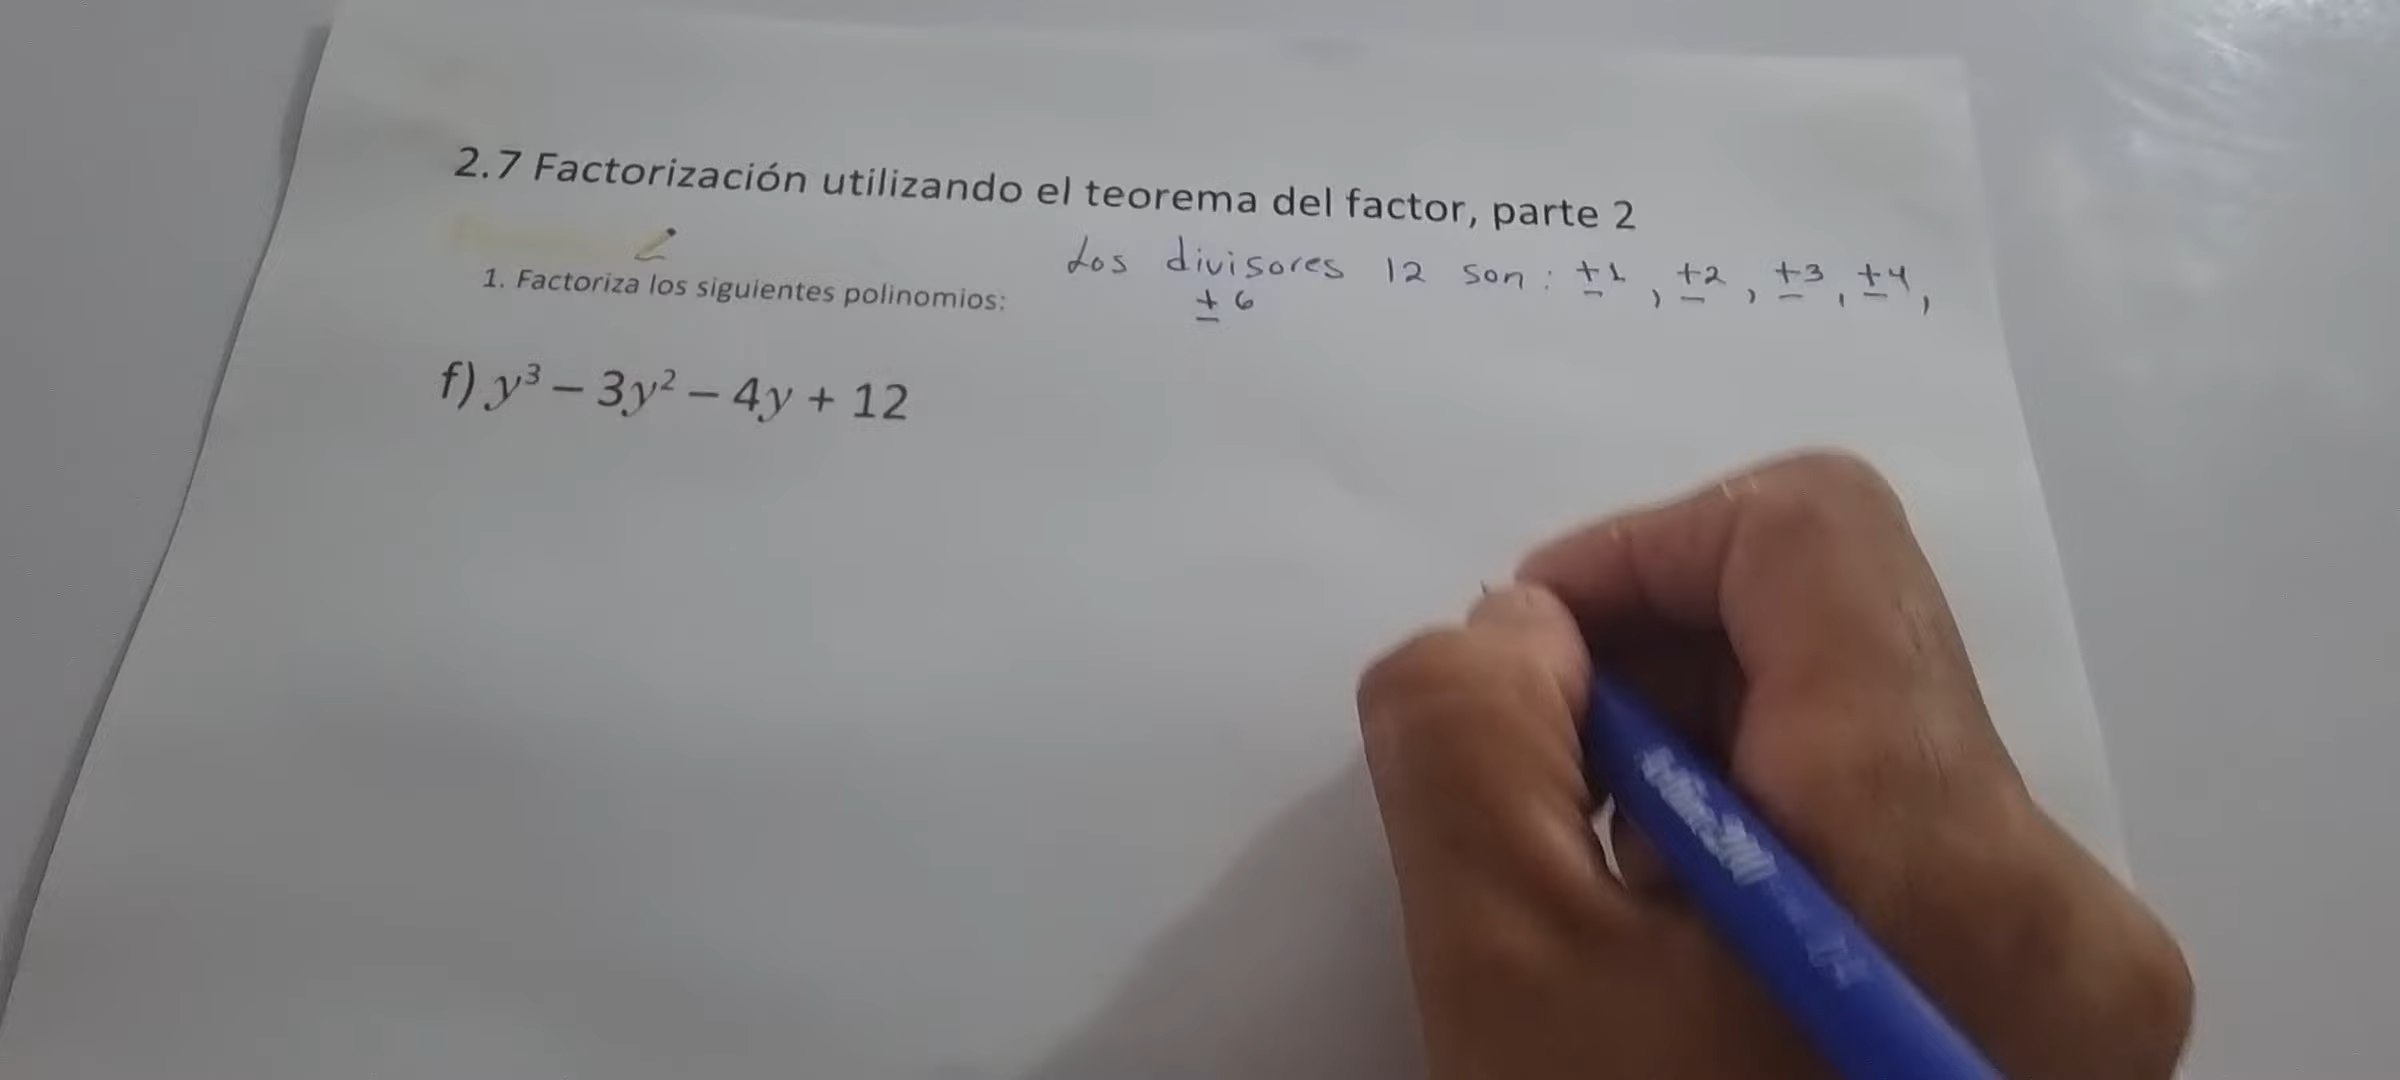 2.7 Factorización utilizando el teorema del factor, parte 2
Los divisores 12 son: ±1, ±2, ±3, ±4,
±6
1. Factoriza los siguientes polinomios:
f) y³ – 3y² – 4y + 12